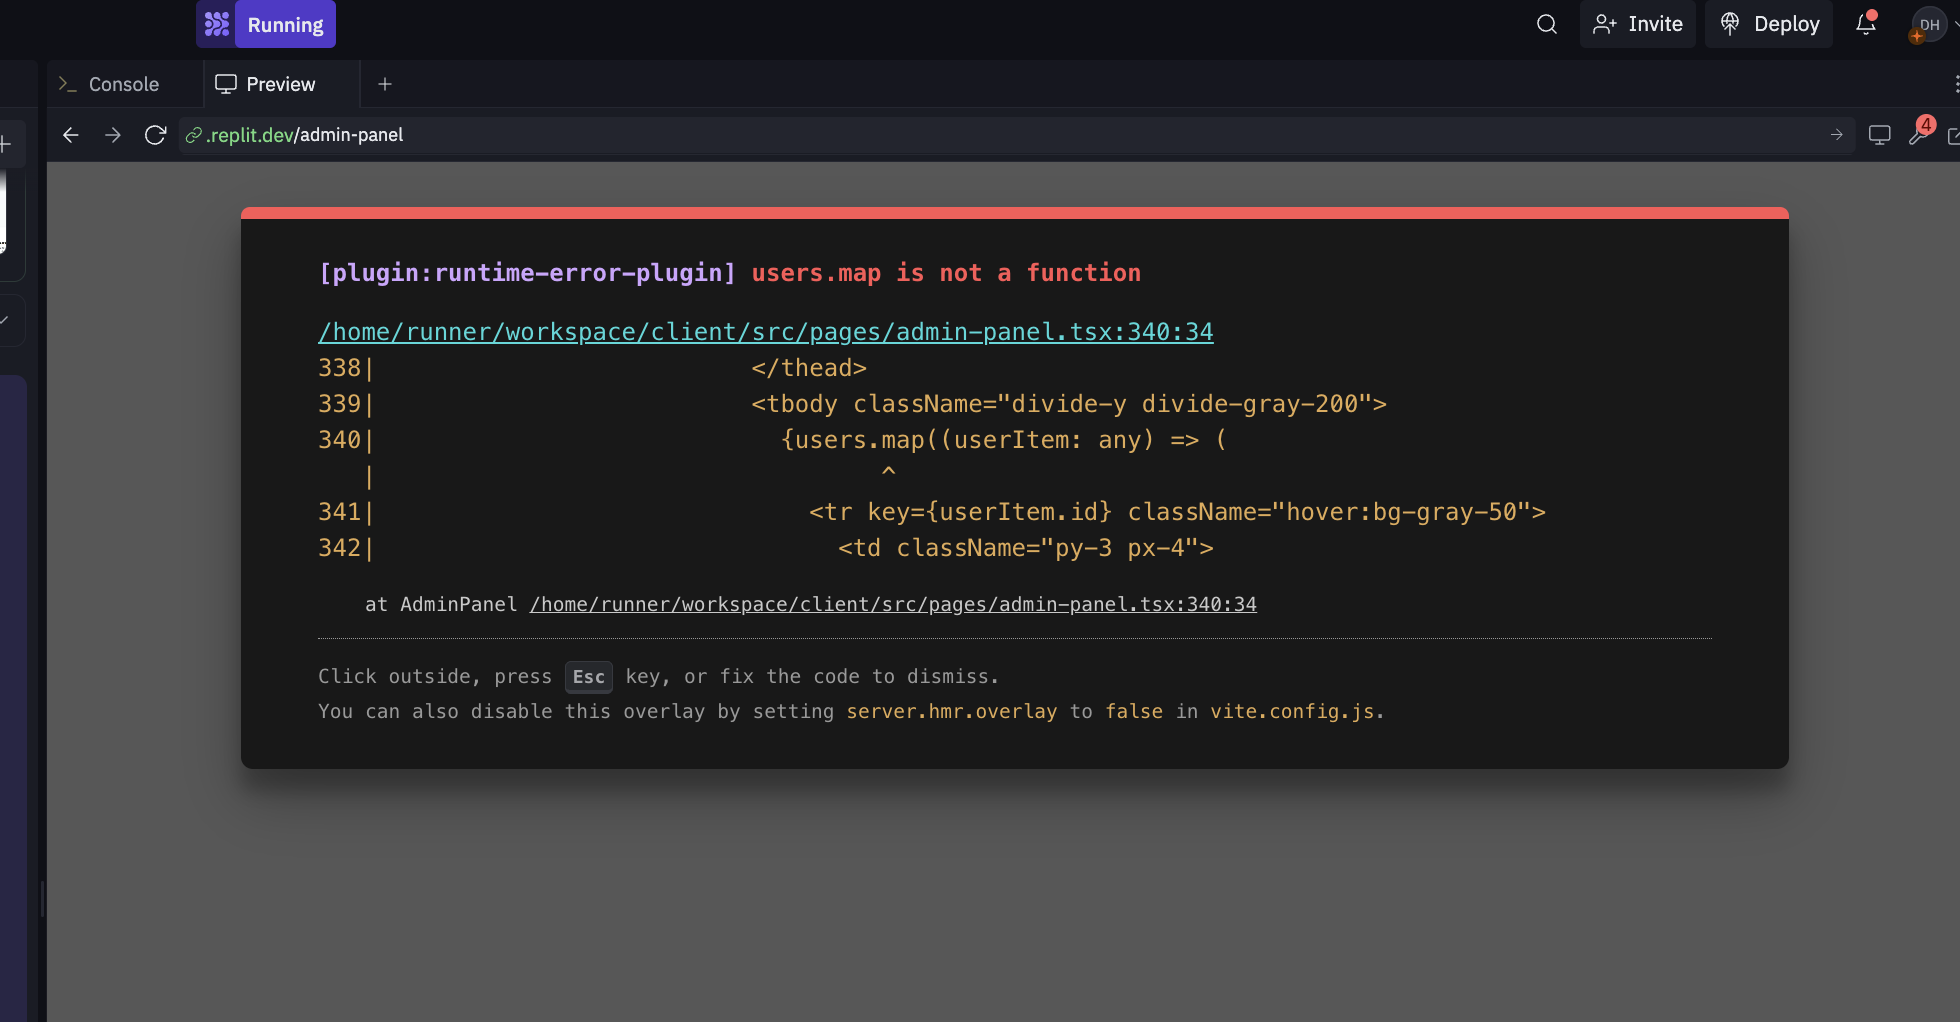 Running
Invite
Deploy
DH
Console
Preview
.replit.dev/admin-panel
4
[plugin:runtime-error-plugin] users.map is not a function
/home/runner/workspace/client/src/pages/admin-panel.tsx:340:34
338|                          </thead>
339|                          <tbody className="divide-y divide-gray-200">
340|                            {users.map((userItem: any) => (
   |                                   ^
341|                              <tr key={userItem.id} className="hover:bg-gray-50">
342|                                <td className="py-3 px-4">
at AdminPanel /home/runner/workspace/client/src/pages/admin-panel.tsx:340:34
Click outside, press Esc key, or fix the code to dismiss.
You can also disable this overlay by setting server.hmr.overlay to false in vite.config.js.